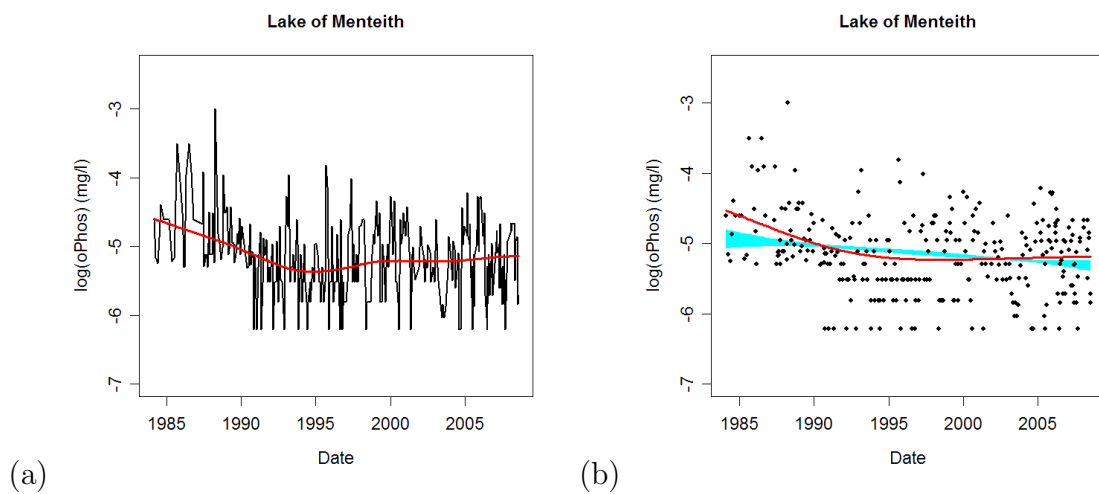 Lake of Menteith
log(oPhos) (mg/l)
-3
-4
-5
-6
-7
1985 1990 1995 2000 2005
Date
(a)
Lake of Menteith
log(oPhos) (mg/l)
-3
-4
-5
-6
-7
1985 1990 1995 2000 2005
Date
(b)